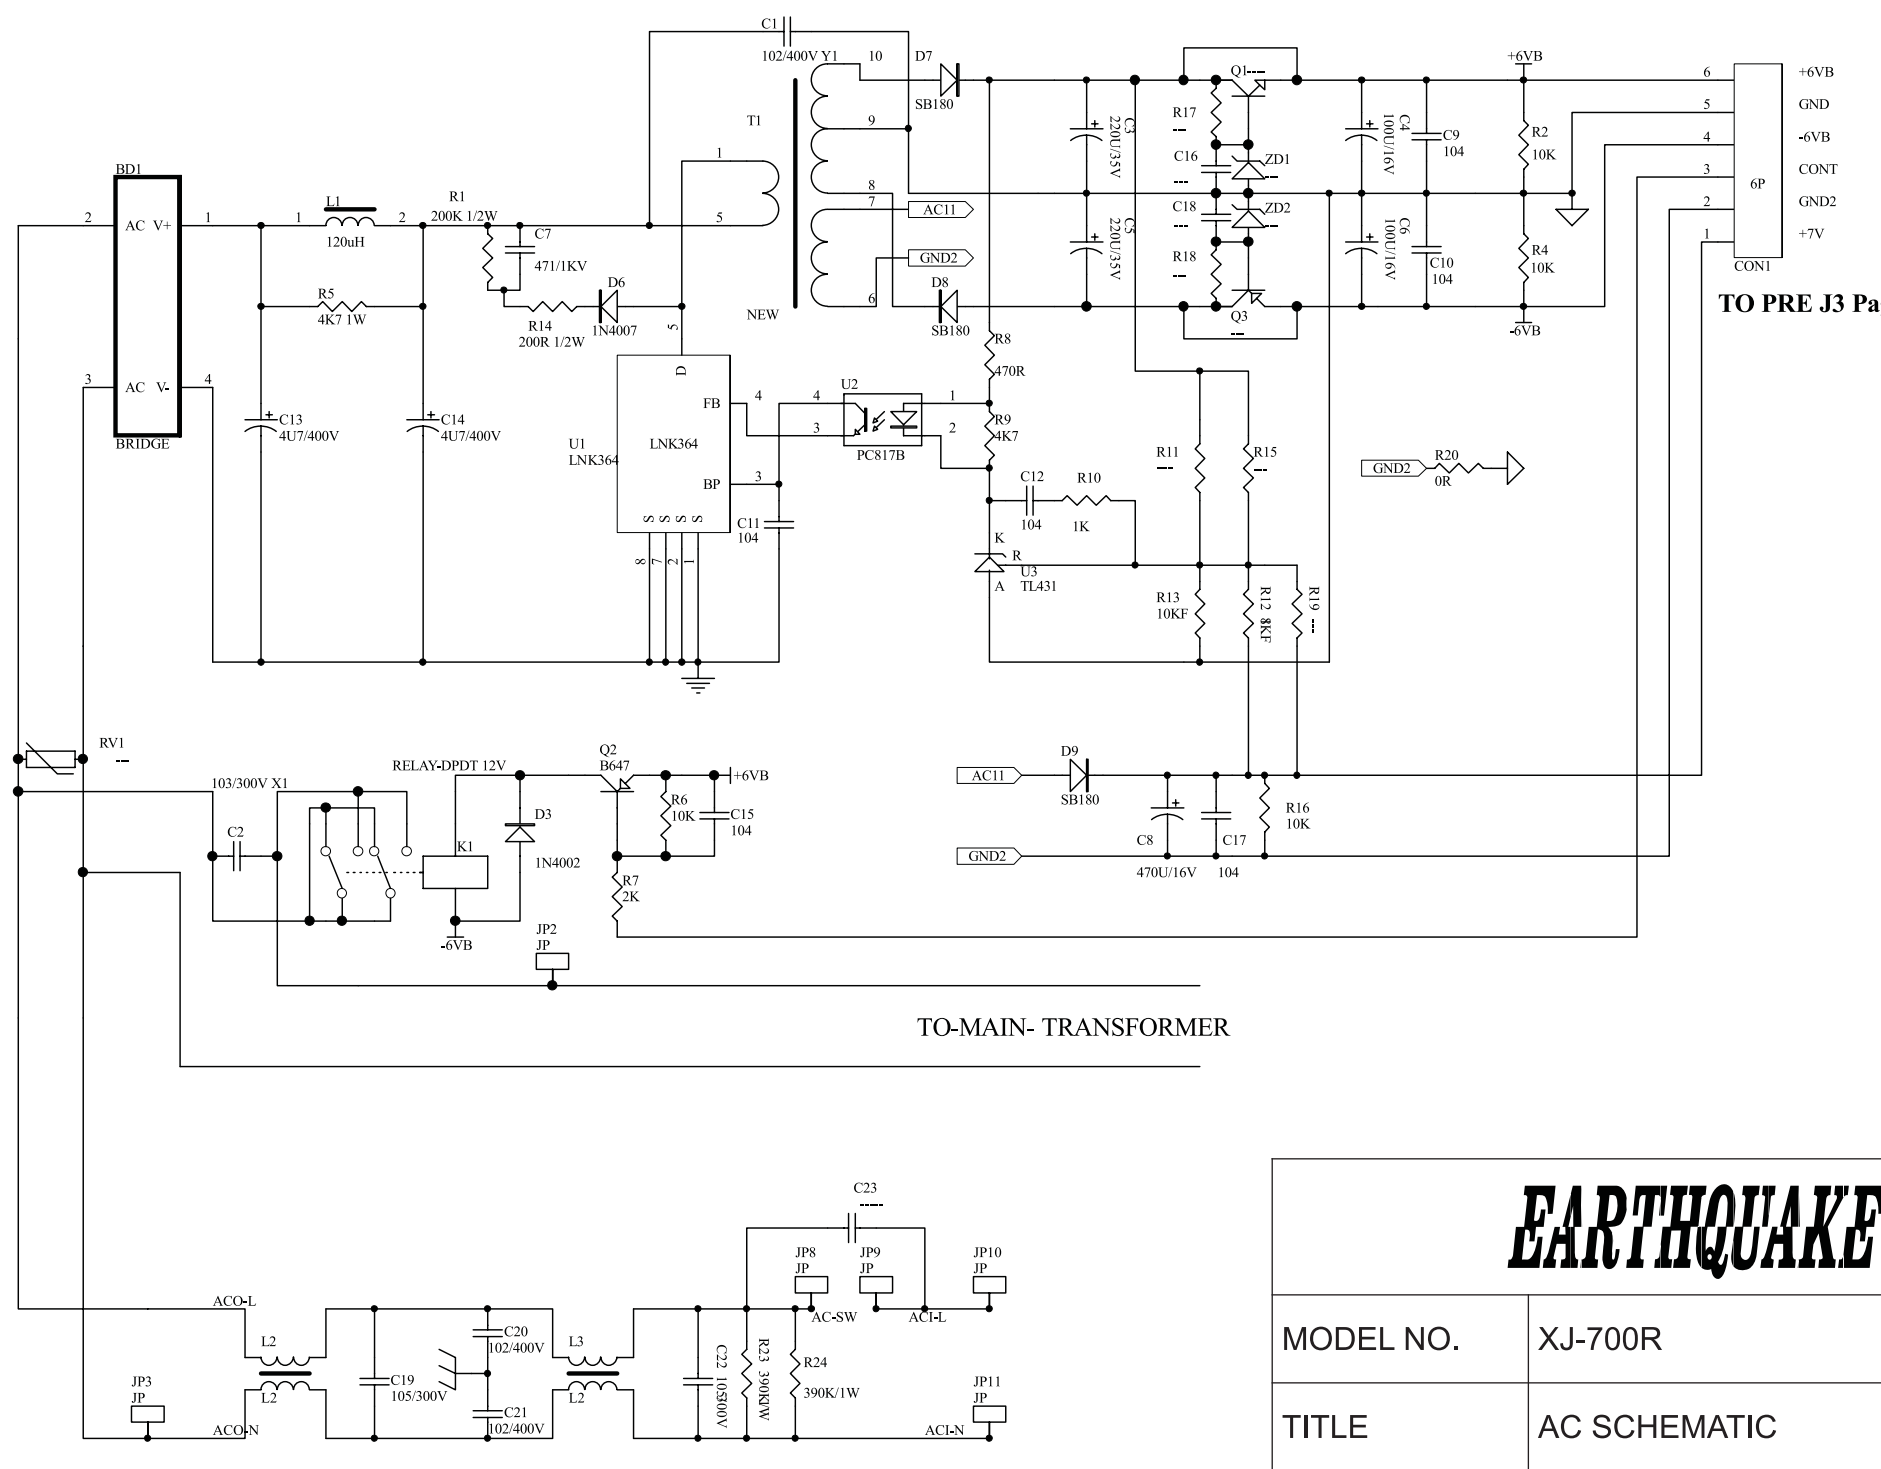 C1
102/400V Y1
10
D7
SB180
T1
9
1
5
8
7
6
AC11
GND2
NEW
D8
SB180
C3
220U/35V
C5
220U/35V
Q1
----
R17
---
C16
---
ZD1
---
C18
---
ZD2
---
R18
---
Q3
---
C4
100U/16V
C6
100U/16V
C9
104
C10
104
+6VB
R2
10K
R4
10K
-6VB
6
5
4
3
2
1
6P
CON1
+6VB
GND
-6VB
CONT
GND2
+7V
TO PRE J3 Pa
BD1
2
AC V+
1
3
AC V-
4
BRIDGE
1
L1
2
120uH
R1
200K 1/2W
C7
471/1KV
R5
4K7 1W
R14
200R 1/2W
D6
1N4007
5
C13
4U7/400V
C14
4U7/400V
D
FB
4
U1
LNK364
LNK364
BP
3
S S S S
8
7
2
1
C11
104
U2
4
3
1
2
PC817B
R8
470R
R9
4K7
C12
104
R10
1K
K
R
U3
TL431
A
R11
---
R15
---
R13
10KF
R12 8KF
R19 ---
GND2
R20
0R
RV1
---
103/300V X1
C2
RELAY-DPDT 12V
K1
-6VB
D3
1N4002
Q2
B647
R6
10K
C15
104
+6VB
R7
2K
JP2
JP
AC11
D9
SB180
C8
470U/16V
C17
104
R16
10K
GND2
TO-MAIN- TRANSFORMER
JP3
JP
ACO-L
ACO-N
L2
L2
C19
105/300V
C20
102/400V
C21
102/400V
L3
L2
C22 105/300V
R23 390K/1W
R24
390K/1W
C23
-----
JP8
JP
AC-SW
JP9
JP
ACI-L
JP10
JP
JP11
JP
ACI-N
EARTHQUAKE
MODEL NO.
XJ-700R
TITLE
AC SCHEMATIC